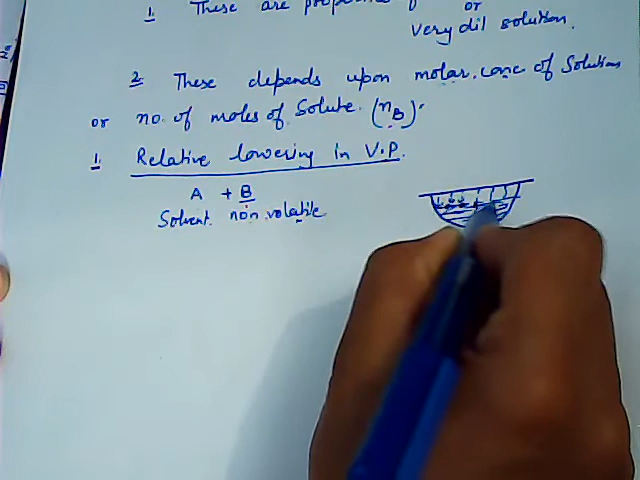 1. These are properties of
or
very dil solution.
2. These depends upon molar. conc of Solution
or no. of moles of Solute. (nB).
1. Relative lowering in V.P.
A + B
Solvent non volatile